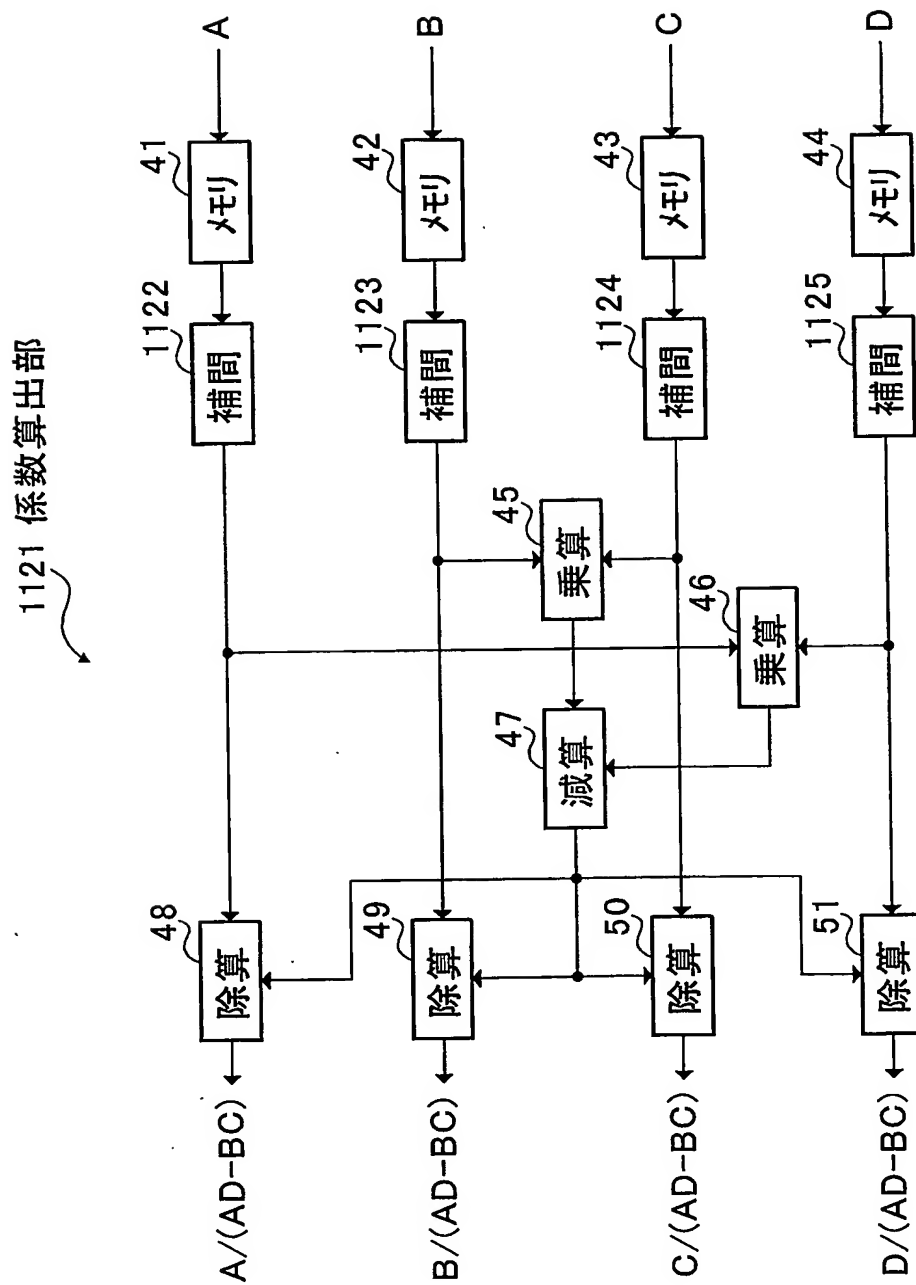 1121 係数算出部
A
41
メモリ
1122
補間
48
除算
A/(AD-BC)
B
42
メモリ
1123
補間
49
除算
B/(AD-BC)
45
乗算
47
減算
C
43
メモリ
1124
補間
50
除算
C/(AD-BC)
46
乗算
D
44
メモリ
1125
補間
51
除算
D/(AD-BC)